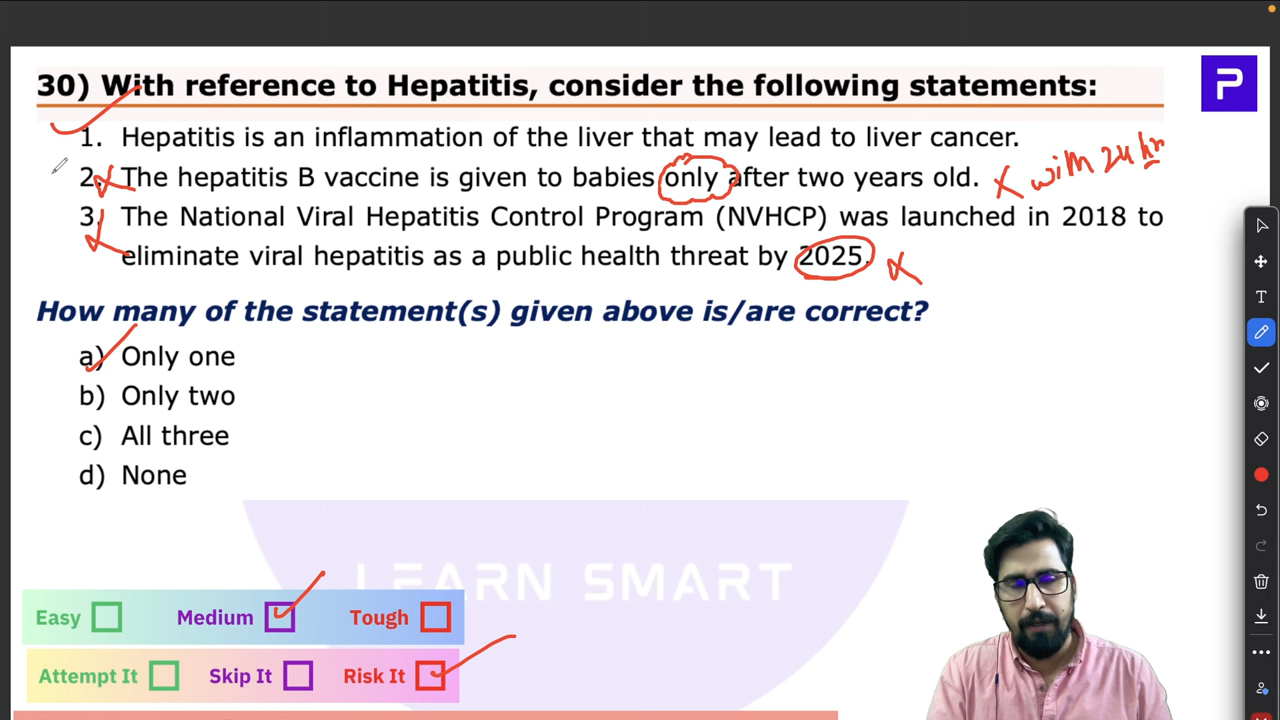 30) With reference to Hepatitis, consider the following statements:
P
1. Hepatitis is an inflammation of the liver that may lead to liver cancer.
2. The hepatitis B vaccine is given to babies only after two years old. X with 24 hr
3. The National Viral Hepatitis Control Program (NVHCP) was launched in 2018 to
eliminate viral hepatitis as a public health threat by 2025. X
How many of the statement(s) given above is/are correct?
a) Only one
b) Only two
c) All three
d) None
LEARN SMART
Easy Medium Tough
Attempt It Skip It Risk It
T